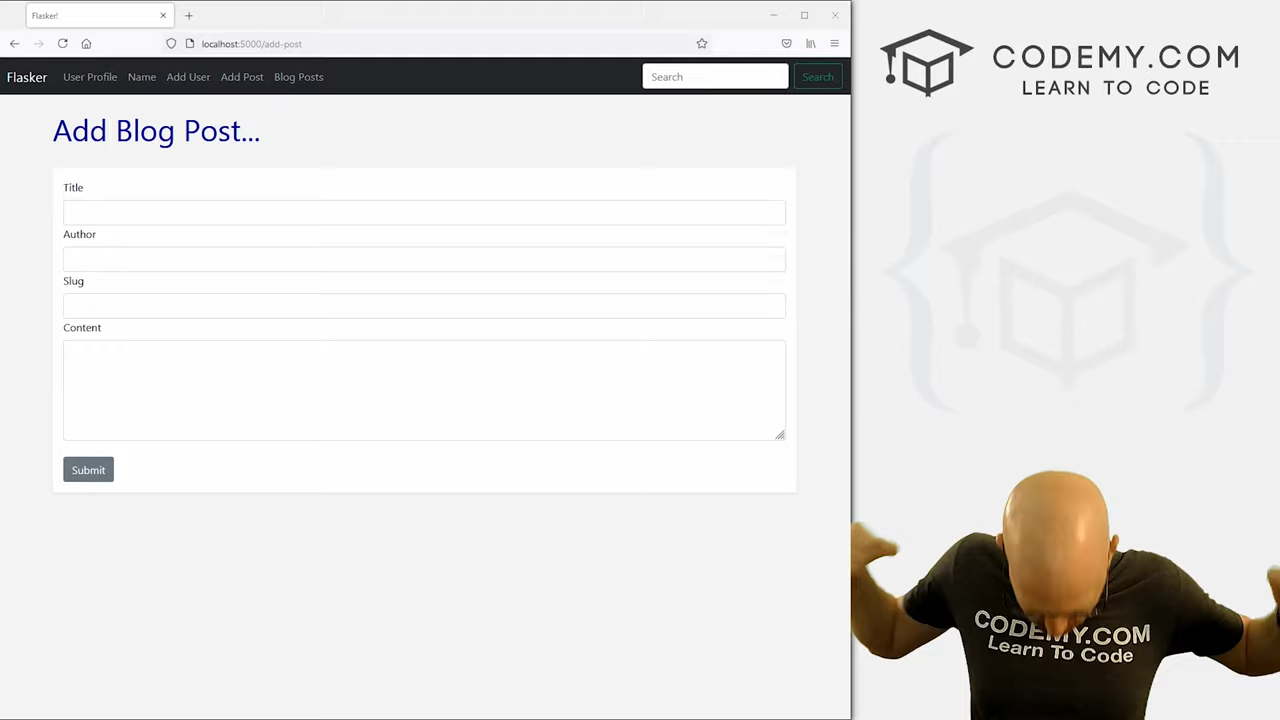 Flasker!
localhost:5000/add-post
Flasker User Profile Name Add User Add Post Blog Posts Search Search
Add Blog Post...
Title
Author
Slug
Content
Submit
CODEMY.COM
LEARN TO CODE
CODEMY.COM
Learn To Code